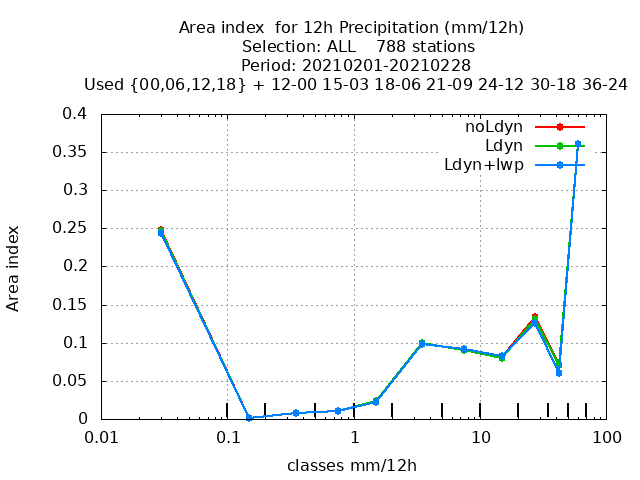 Area index  for 12h Precipitation (mm/12h)
Selection: ALL    788 stations
Period: 20210201-20210228
Used {00,06,12,18} + 12-00 15-03 18-06 21-09 24-12 30-18 36-24
noLdyn
Ldyn
Ldyn+lwp
0.4
0.35
0.3
0.25
0.2
0.15
0.1
0.05
0
Area index
0.01 0.1 1 10 100
classes mm/12h